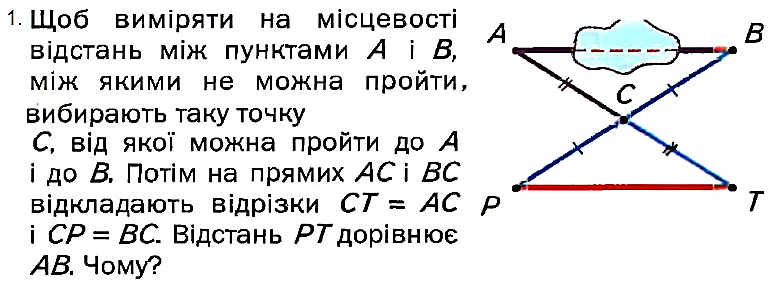 1. Щоб виміряти на місцевості
відстань між пунктами A і B,
між якими не можна пройти,
вибирають таку точку
C, від якої можна пройти до A
і до B. Потім на прямих AC і BC
відкладають відрізки CT = AC
і CP = BC. Відстань PT дорівнює
AB. Чому?
A B
C
P T